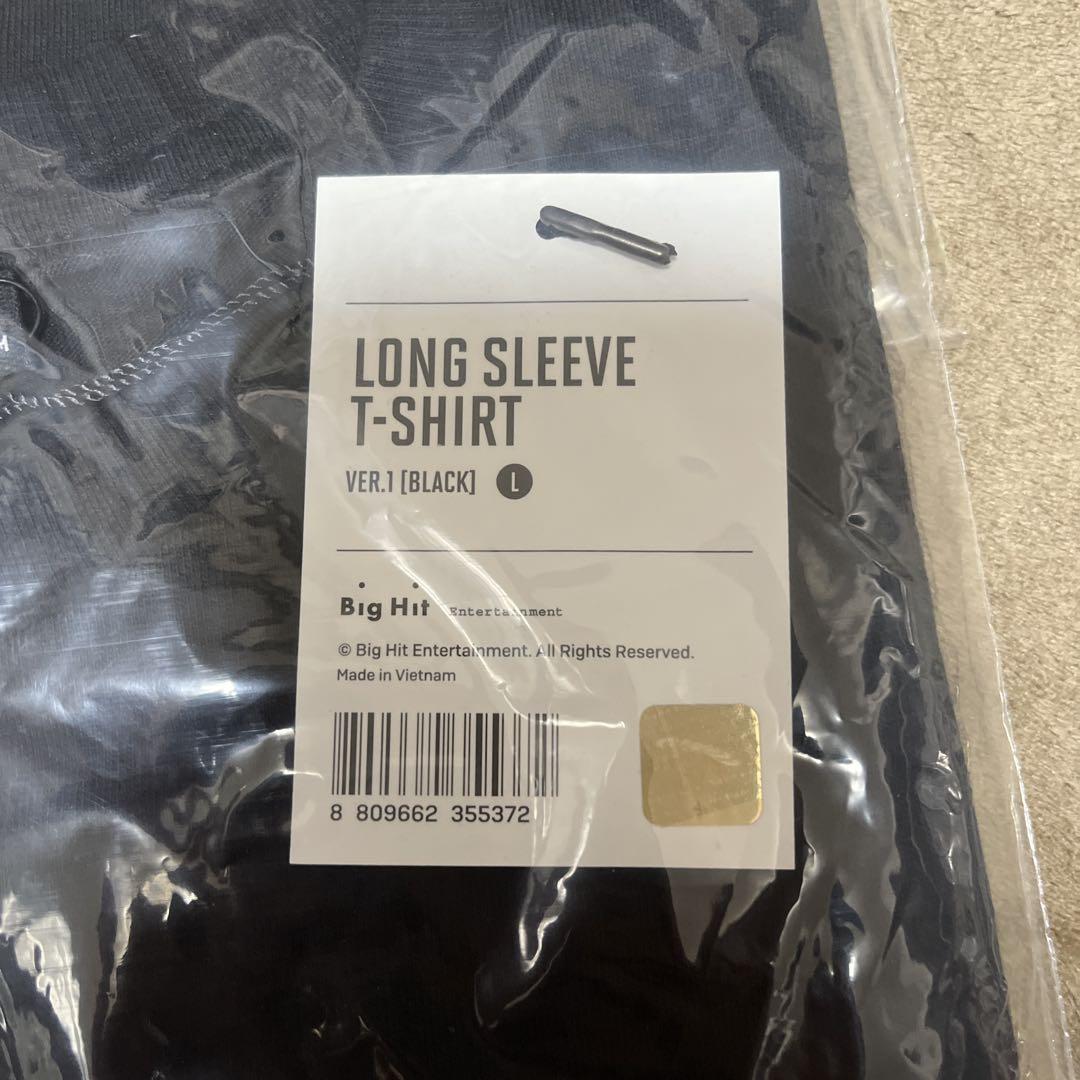 LONG SLEEVE
T-SHIRT
VER.1 [BLACK] L
Big Hit Entertainment
© Big Hit Entertainment. All Rights Reserved.
Made in Vietnam
8 809662 355372